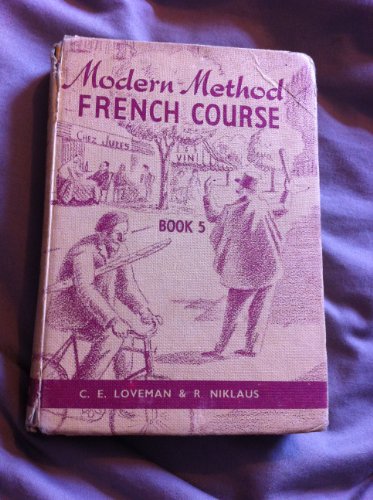 Modern Method
FRENCH COURSE
CHEZ JULES
VIN
BOOK 5
C. E. LOVEMAN & R. NIKLAUS